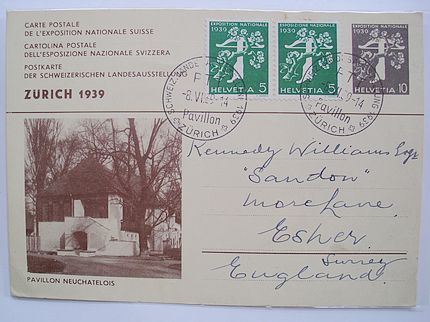 CARTE POSTALE
DE L'EXPOSITION NATIONALE SUISSE
CARTOLINA POSTALE
DELL'ESPOSIZIONE NAZIONALE SVIZZERA
POSTKARTE
DER SCHWEIZERISCHEN LANDESAUSSTELLUNG
ZÜRICH 1939
EXPOSITION NATIONALE
1939
HELVETIA 5
EXPOSITION NATIONALE
1939
HELVETIA 5
1939
HELVETIA 10
Pavillon
ZÜRICH
Pavillon
ZÜRICH
Kennedy Williams Esqr
"Sandow"
More Lane
Esher
Surrey
England
PAVILLON NEUCHATELOIS